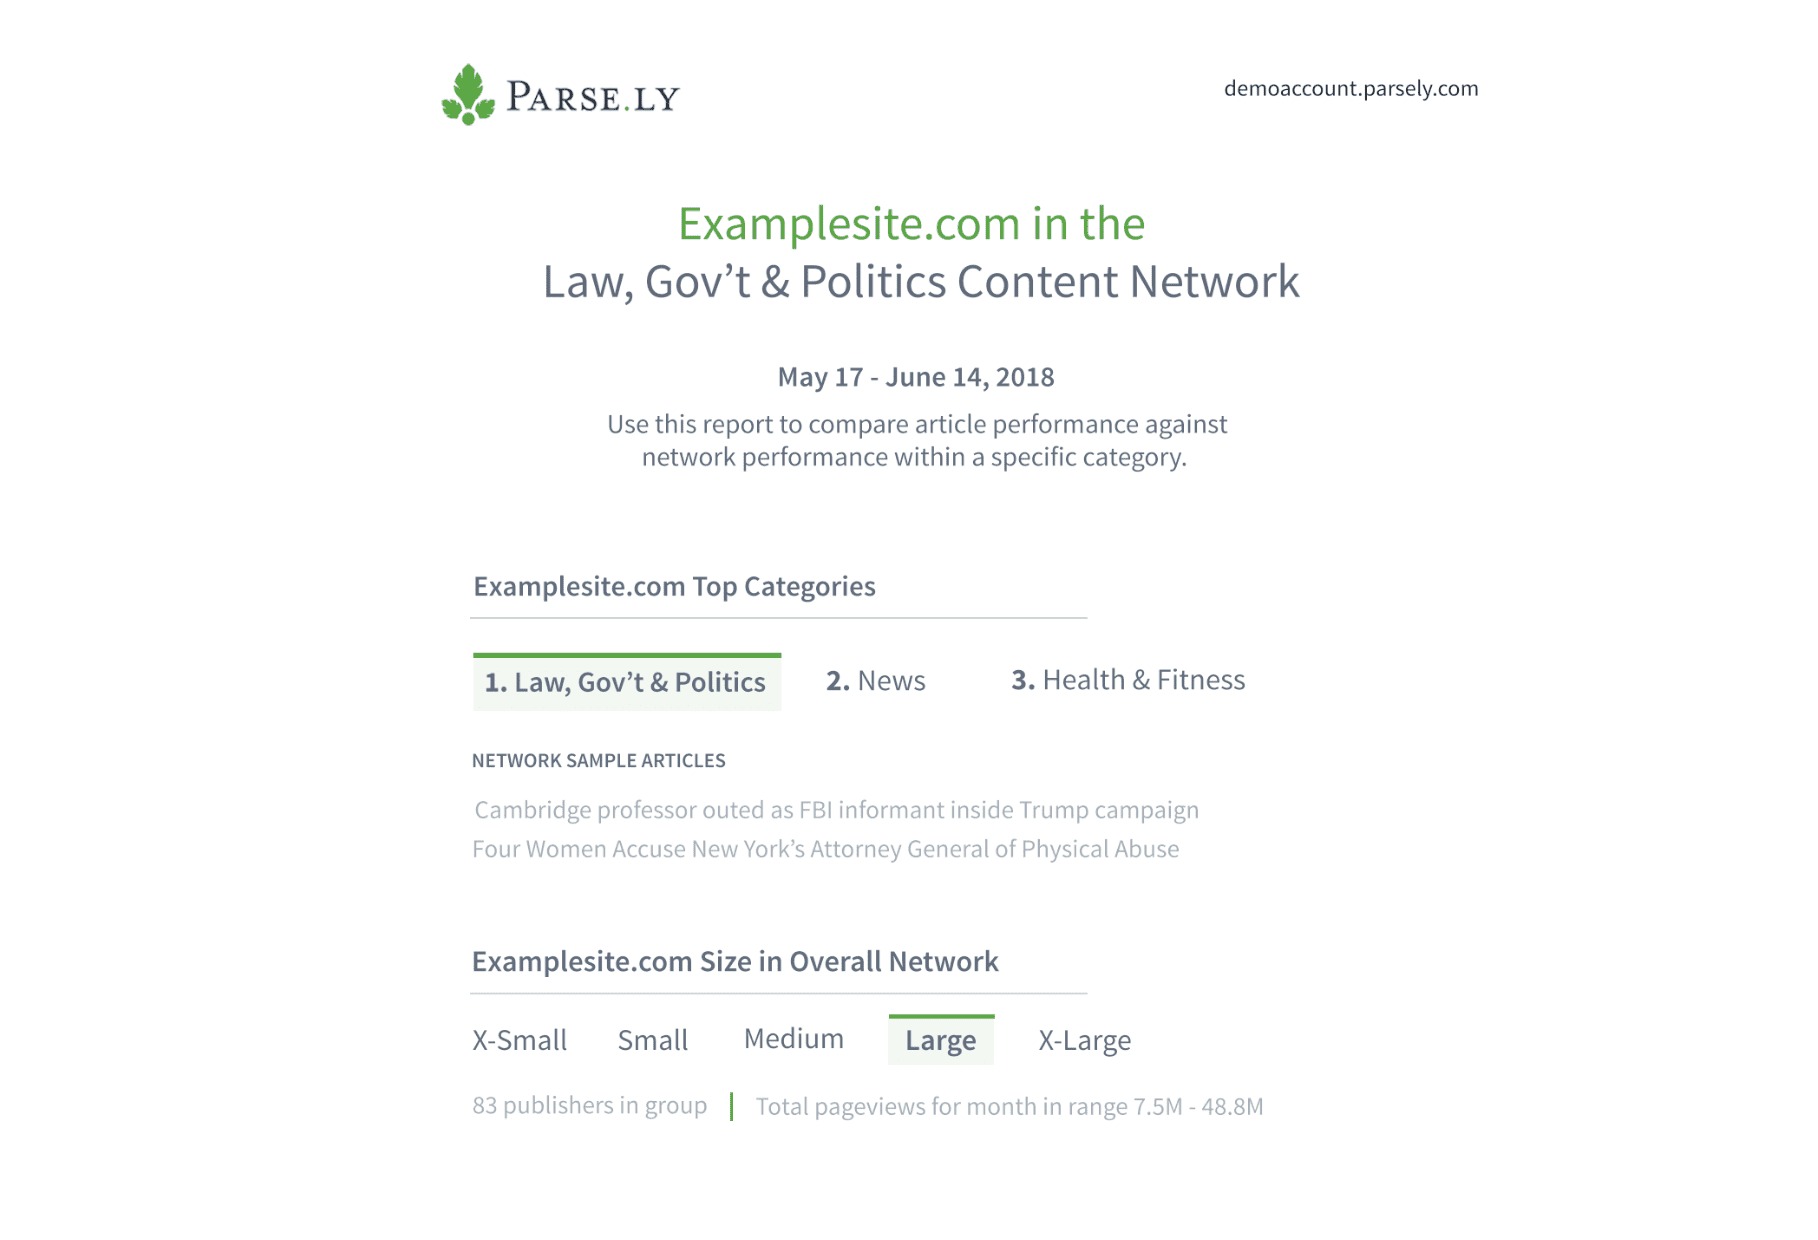 PARSE.LY
demoaccount.parsely.com
Examplesite.com in the
Law, Gov’t & Politics Content Network
May 17 - June 14, 2018
Use this report to compare article performance against
network performance within a specific category.
Examplesite.com Top Categories
1. Law, Gov’t & Politics 2. News 3. Health & Fitness
NETWORK SAMPLE ARTICLES
Cambridge professor outed as FBI informant inside Trump campaign
Four Women Accuse New York’s Attorney General of Physical Abuse
Examplesite.com Size in Overall Network
X-Small Small Medium Large X-Large
83 publishers in group | Total pageviews for month in range 7.5M - 48.8M